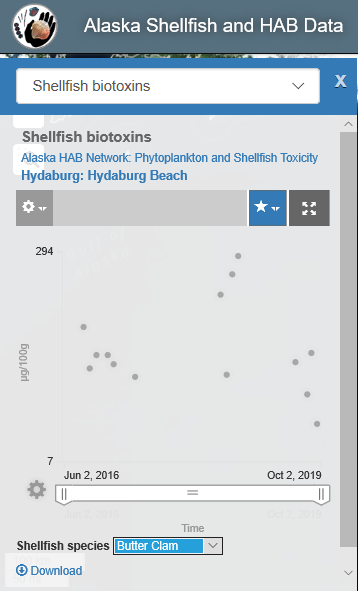 Alaska Shellfish and HAB Data
Shellfish biotoxins
X
Shellfish biotoxins
Alaska HAB Network: Phytoplankton and Shellfish Toxicity
Hydaburg: Hydaburg Beach
294
µg/100g
7
Jun 2, 2016 Oct 2, 2019
Time
Shellfish species Butter Clam
Download